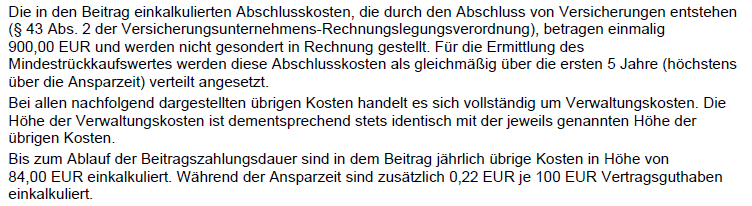 Die in den Beitrag einkalkulierten Abschlusskosten, die durch den Abschluss von Versicherungen entstehen
(§ 43 Abs. 2 der Versicherungsunternehmens-Rechnungslegungsverordnung), betragen einmalig
900,00 EUR und werden nicht gesondert in Rechnung gestellt. Für die Ermittlung des
Mindestrückkaufswertes werden diese Abschlusskosten als gleichmäßig über die ersten 5 Jahre (höchstens
über die Ansparzeit) verteilt angesetzt.
Bei allen nachfolgend dargestellten übrigen Kosten handelt es sich vollständig um Verwaltungskosten. Die
Höhe der Verwaltungskosten ist dementsprechend stets identisch mit der jeweils genannten Höhe der
übrigen Kosten.
Bis zum Ablauf der Beitragszahlungsdauer sind in dem Beitrag jährlich übrige Kosten in Höhe von
84,00 EUR einkalkuliert. Während der Ansparzeit sind zusätzlich 0,22 EUR je 100 EUR Vertragsguthaben
einkalkuliert.